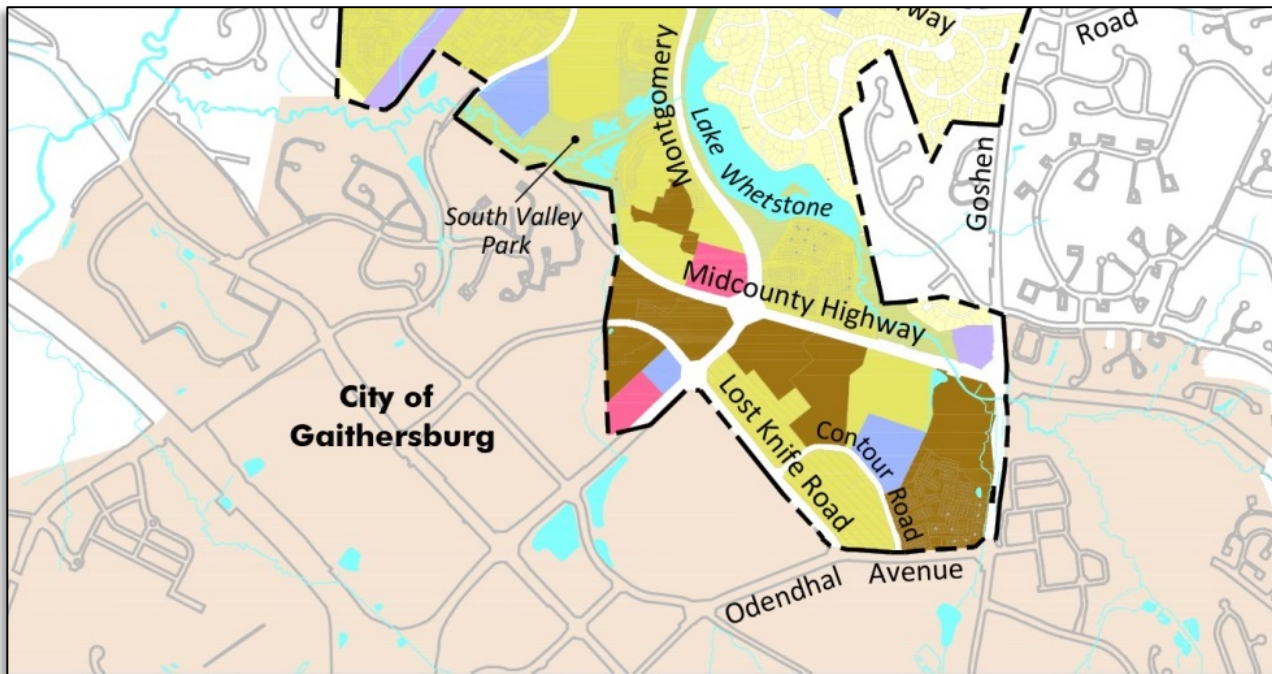 Road
Montgomery
Lake Whetstone
Goshen
South Valley
Park
Midcounty Highway
City of
Gaithersburg
Lost Knife Road
Contour Road
Odendhal Avenue